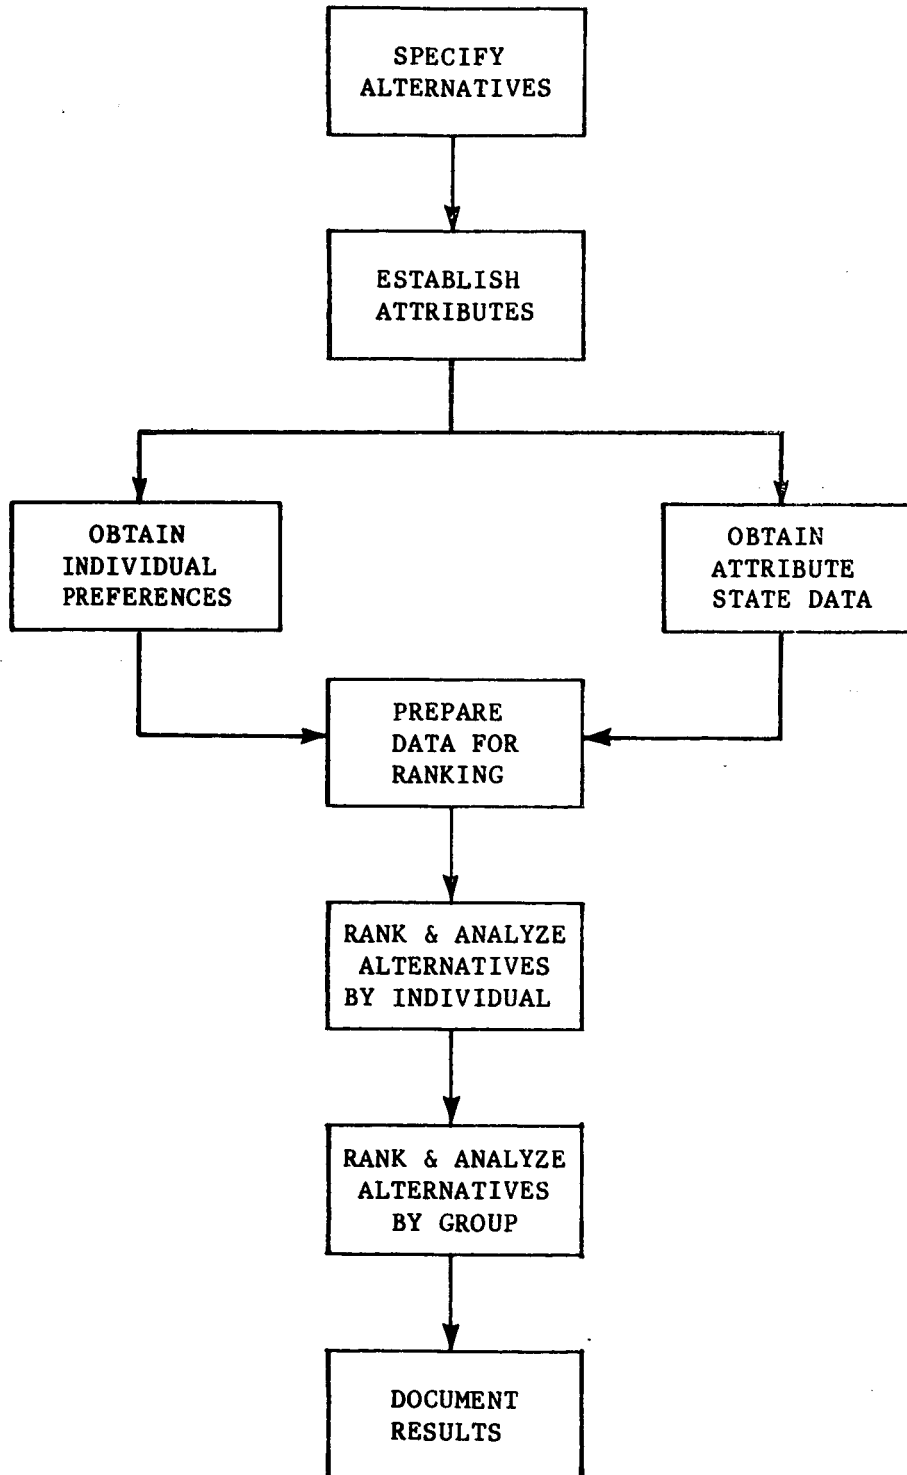 SPECIFY
ALTERNATIVES
ESTABLISH
ATTRIBUTES
OBTAIN
INDIVIDUAL
PREFERENCES
OBTAIN
ATTRIBUTE
STATE DATA
PREPARE
DATA FOR
RANKING
RANK & ANALYZE
ALTERNATIVES
BY INDIVIDUAL
RANK & ANALYZE
ALTERNATIVES
BY GROUP
DOCUMENT
RESULTS